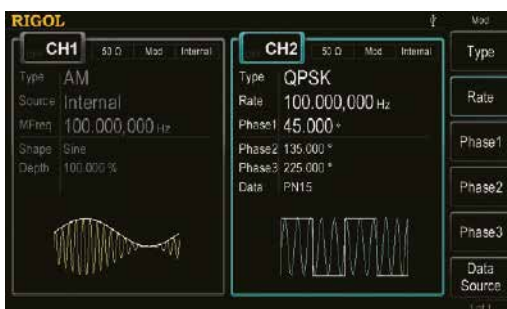 RIGOL
Mod
CH1 50 Ω Mod Internal
Type AM
Source Internal
MFreq 100.000,000 Hz
Shape Sine
Depth 100.000 %
CH2 50 Ω Mod Internal
Type QPSK
Rate 100.000,000 Hz
Phase1 45.000 °
Phase2 135.000 °
Phase3 225.000 °
Data PN15
Type
Rate
Phase1
Phase2
Phase3
Data
Source